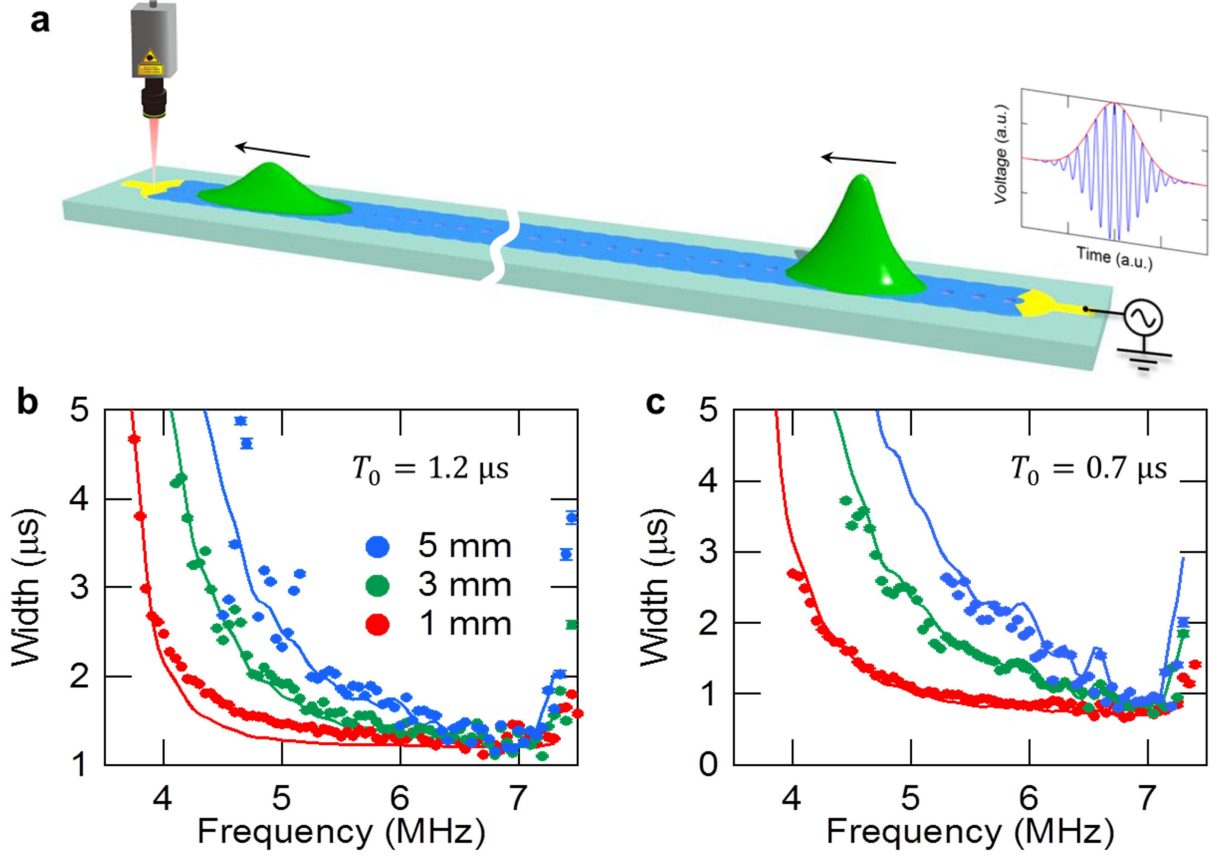 a
Voltage (a.u.)
Time (a.u.)
b
5
4
3
2
1
Width (μs)
T₀ = 1.2 μs
5 mm
3 mm
1 mm
4 5 6 7
Frequency (MHz)
c
5
4
3
2
1
0
Width (μs)
T₀ = 0.7 μs
4 5 6 7
Frequency (MHz)